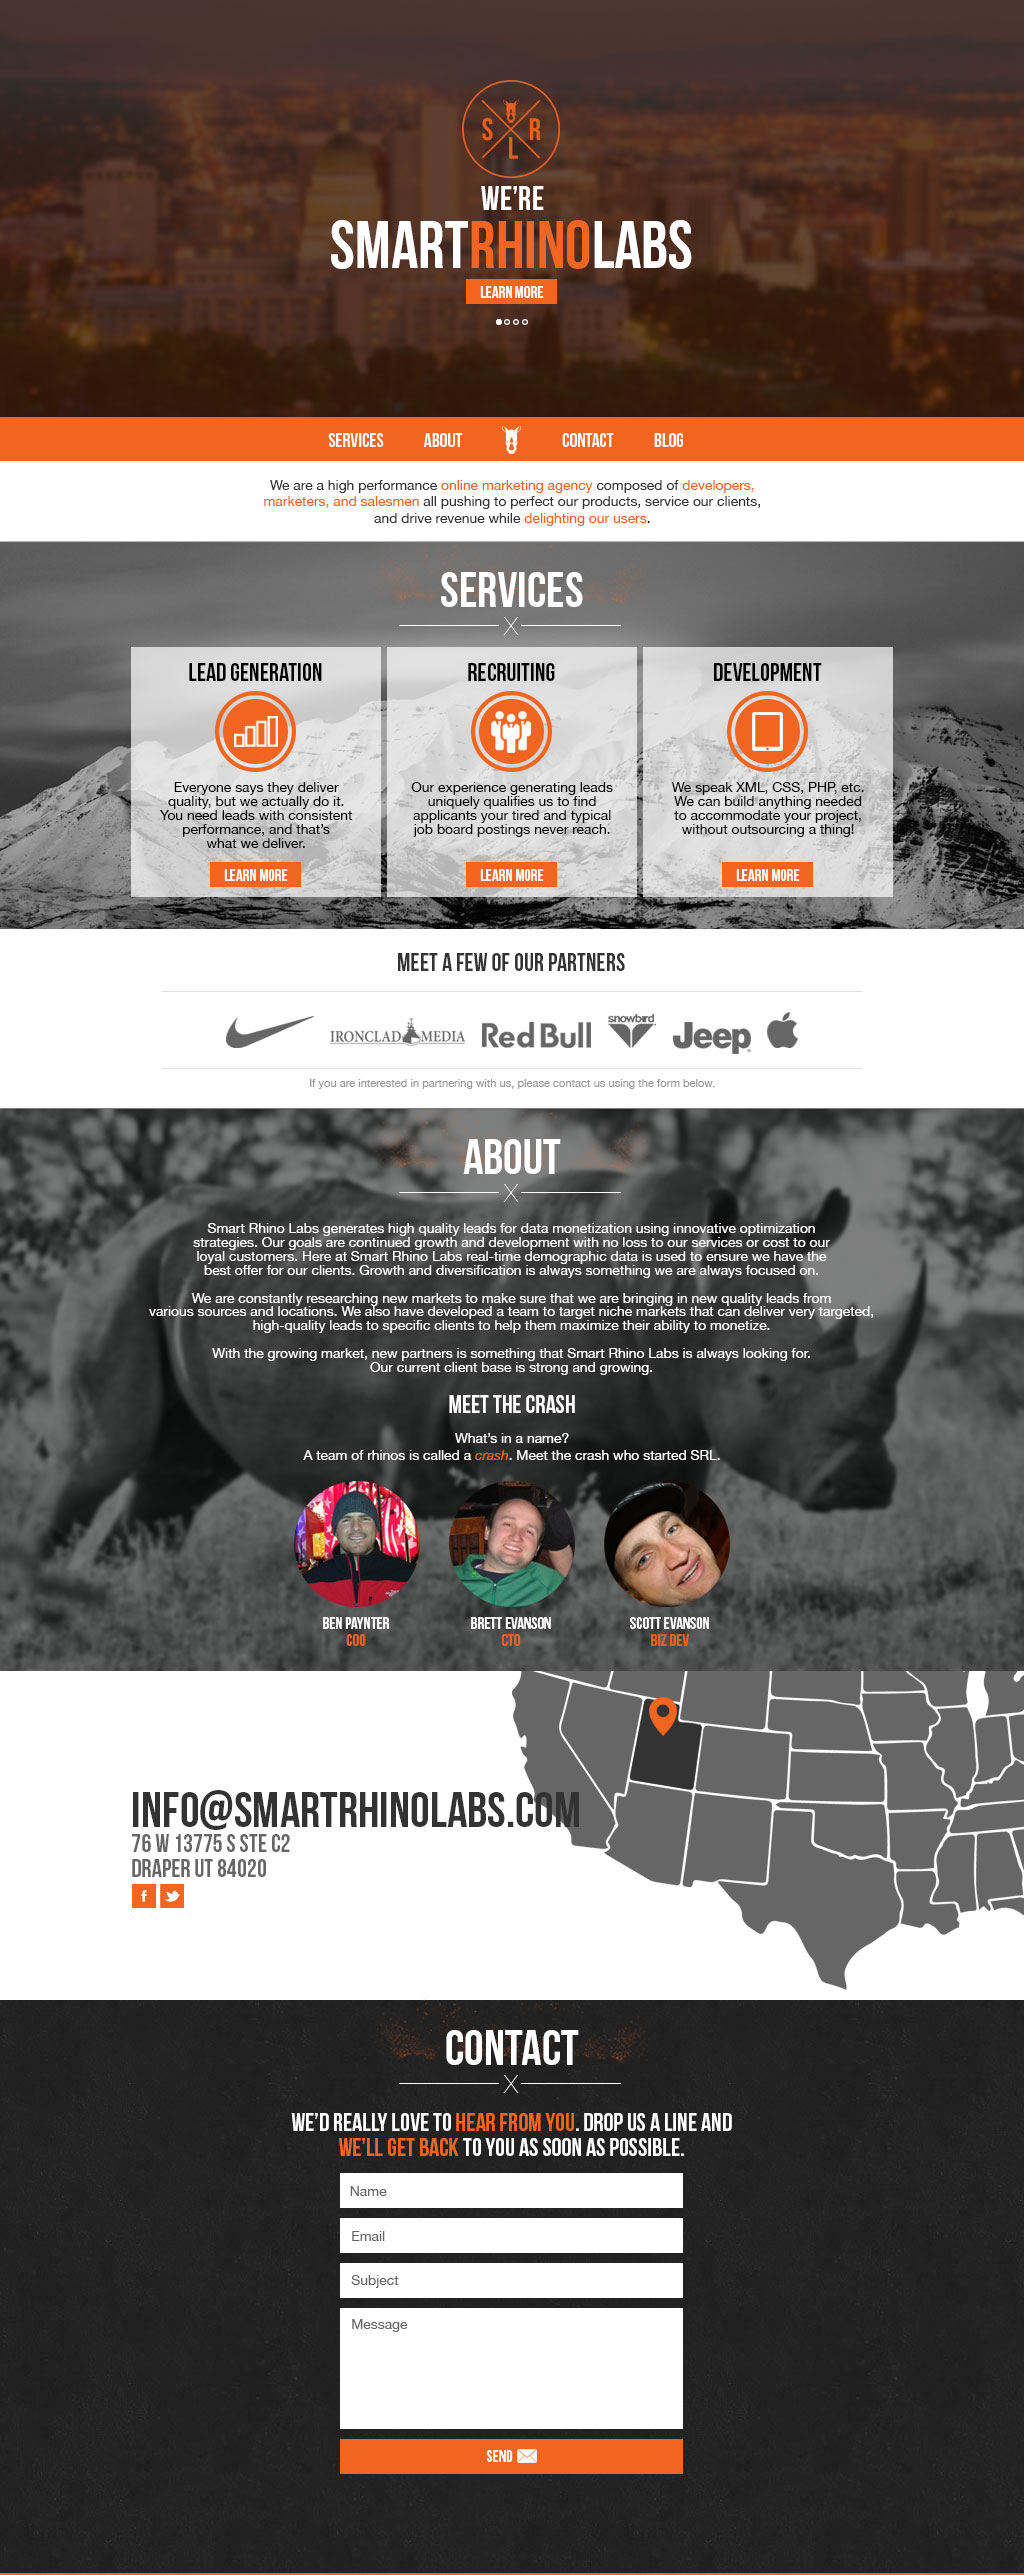 S R
L
WE'RE
SMARTRHINOLABS
LEARN MORE
SERVICES ABOUT CONTACT BLOG
We are a high performance online marketing agency composed of developers,
marketers, and salesmen all pushing to perfect our products, service our clients,
and drive revenue while delighting our users.
SERVICES
LEAD GENERATION
Everyone says they deliver
quality, but we actually do it.
You need leads with consistent
performance, and that's
what we deliver.
LEARN MORE
RECRUITING
Our experience generating leads
uniquely qualifies us to find
applicants your tired and typical
job board postings never reach.
LEARN MORE
DEVELOPMENT
We speak XML, CSS, PHP, etc.
We can build anything needed
to accommodate your project,
without outsourcing a thing!
LEARN MORE
MEET A FEW OF OUR PARTNERS
IRONCLAD MEDIA Red Bull snowbird Jeep
If you are interested in partnering with us, please contact us using the form below.
ABOUT
Smart Rhino Labs generates high quality leads for data monetization using innovative optimization
strategies. Our goals are continued growth and development with no loss to our services or cost to our
loyal customers. Here at Smart Rhino Labs real-time demographic data is used to ensure we have the
best offer for our clients. Growth and diversification is always something we are always focused on.
We are constantly researching new markets to make sure that we are bringing in new quality leads from
various sources and locations. We also have developed a team to target niche markets that can deliver very targeted,
high-quality leads to specific clients to help them maximize their ability to monetize.
With the growing market, new partners is something that Smart Rhino Labs is always looking for.
Our current client base is strong and growing.
MEET THE CRASH
What's in a name?
A team of rhinos is called a crash. Meet the crash who started SRL.
BEN PAYNTER
COO
BRETT EVANSON
CTO
SCOTT EVANSON
BIZ DEV
INFO@SMARTRHINOLABS.COM
76 W 13775 S STE C2
DRAPER UT 84020
CONTACT
WE'D REALLY LOVE TO HEAR FROM YOU. DROP US A LINE AND
WE'LL GET BACK TO YOU AS SOON AS POSSIBLE.
Name
Email
Subject
Message
SEND